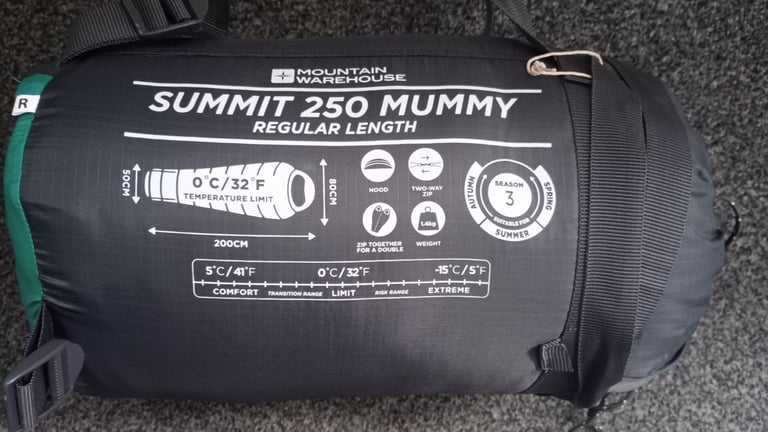 R
MOUNTAIN
WAREHOUSE
SUMMIT 250 MUMMY
REGULAR LENGTH
50CM
0°C/32°F
TEMPERATURE LIMIT
80CM
200CM
HOOD
TWO-WAY
ZIP
ZIP TOGETHER
FOR A DOUBLE
1.4kg
WEIGHT
AUTUMN
SPRING
SUMMER
SEASON
3
SUITABLE FOR
5°C/41°F 0°C/32°F -15°C/5°F
COMFORT TRANSITION RANGE LIMIT RISK RANGE EXTREME